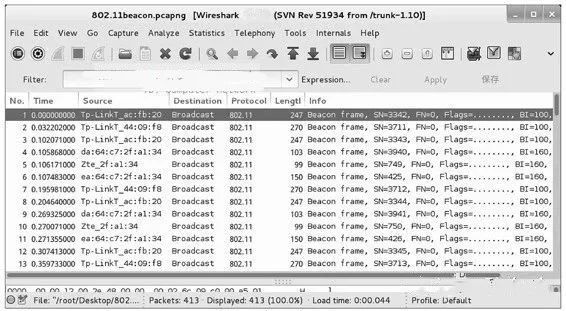 802.11beacon.pcapng [Wireshark (SVN Rev 51934 from /trunk-1.10)]
File Edit View Go Capture Analyze Statistics Telephony Tools Internals Help
Filter: Expression... Clear Apply 保存
No. Time Source Destination Protocol Lengtl Info
1 0.000000000 Tp-LinkT_ac:fb:20 Broadcast 802.11 247 Beacon frame, SN=3342, FN=0, Flags=........, BI=100,
2 0.032202000 Tp-LinkT_44:09:f8 Broadcast 802.11 270 Beacon frame, SN=3711, FN=0, Flags=........, BI=100,
3 0.102071000 Tp-LinkT_ac:fb:20 Broadcast 802.11 247 Beacon frame, SN=3343, FN=0, Flags=........, BI=100,
4 0.105868000 da:64:c7:2f:a1:34 Broadcast 802.11 103 Beacon frame, SN=3940, FN=0, Flags=........, BI=160,
5 0.106171000 Zte_2f:a1:34 Broadcast 802.11 99 Beacon frame, SN=749, FN=0, Flags=........, BI=160,
6 0.107483000 ea:64:c7:2f:a1:34 Broadcast 802.11 150 Beacon frame, SN=425, FN=0, Flags=........, BI=160,
7 0.195981000 Tp-LinkT_44:09:f8 Broadcast 802.11 270 Beacon frame, SN=3712, FN=0, Flags=........, BI=100,
8 0.204640000 Tp-LinkT_ac:fb:20 Broadcast 802.11 247 Beacon frame, SN=3344, FN=0, Flags=........, BI=100,
9 0.269325000 da:64:c7:2f:a1:34 Broadcast 802.11 103 Beacon frame, SN=3941, FN=0, Flags=........, BI=160,
10 0.270071000 Zte_2f:a1:34 Broadcast 802.11 99 Beacon frame, SN=750, FN=0, Flags=........, BI=160,
11 0.271355000 ea:64:c7:2f:a1:34 Broadcast 802.11 150 Beacon frame, SN=426, FN=0, Flags=........, BI=160,
12 0.307413000 Tp-LinkT_ac:fb:20 Broadcast 802.11 247 Beacon frame, SN=3345, FN=0, Flags=........, BI=100,
13 0.359733000 Tp-LinkT_44:09:f8 Broadcast 802.11 270 Beacon frame, SN=3713, FN=0, Flags=........, BI=100,
File: "/root/Desktop/802.... Packets: 413 · Displayed: 413 (100.0%) · Load time: 0:00.044 Profile: Default